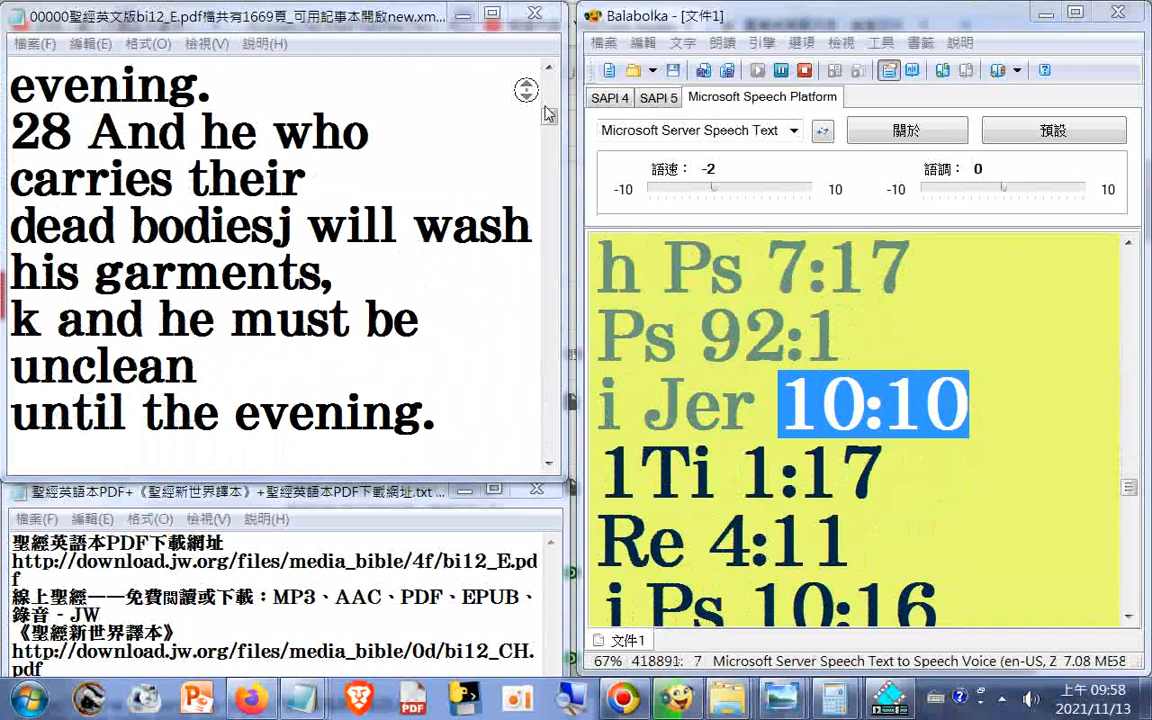 00000聖經英文版bi12_E.pdf檔共有1669頁_可用記事本開啟new.xm...
檔案(F) 編輯(E) 格式(O) 檢視(V) 說明(H)
evening.
28 And he who
carries their
dead bodiesj will wash
his garments,
k and he must be
unclean
until the evening.
聖經英語本PDF+《聖經新世界譯本》+聖經英語本PDF下載網址.txt ...
檔案(F) 編輯(E) 格式(O) 檢視(V) 說明(H)
聖經英語本PDF下載網址
http://download.jw.org/files/media_bible/4f/bi12_E.pd
f
線上聖經——免費閱讀或下載：MP3、AAC、PDF、EPUB、
錄音 - JW
《聖經新世界譯本》
http://download.jw.org/files/media_bible/0d/bi12_CH.
pdf
Balabolka - [文件1]
檔案 編輯 文字 朗讀 引擎 選項 檢視 工具 書籤 說明
SAPI 4 SAPI 5 Microsoft Speech Platform
Microsoft Server Speech Text 關於 預設
語速： -2 語調： 0
-10 10 -10 10
h Ps 7:17
Ps 92:1
i Jer 10:10
1Ti 1:17
Re 4:11
j Ps 10:16
文件1
67% 418891: 7 Microsoft Server Speech Text to Speech Voice (en-US, Z 7.08 ME58
上午 09:58
2021/11/13